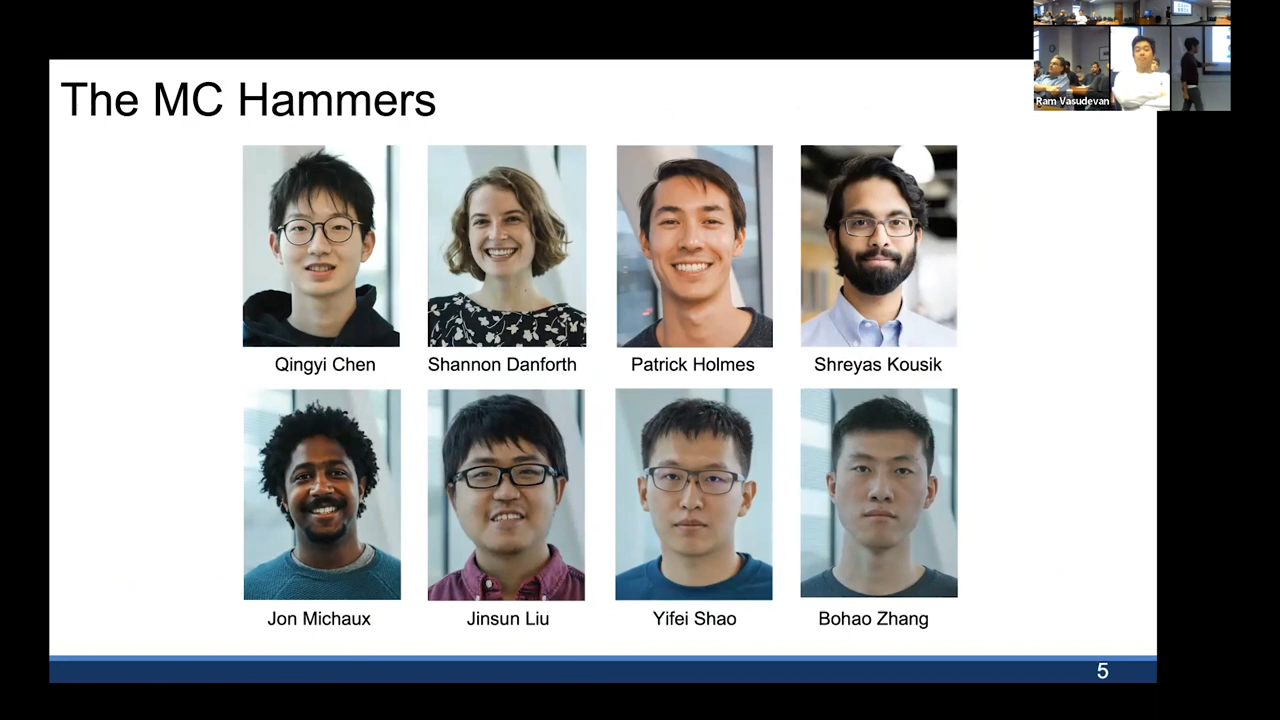 The MC Hammers
Ram Vasudevan
Qingyi Chen
Shannon Danforth
Patrick Holmes
Shreyas Kousik
Jon Michaux
Jinsun Liu
Yifei Shao
Bohao Zhang
5